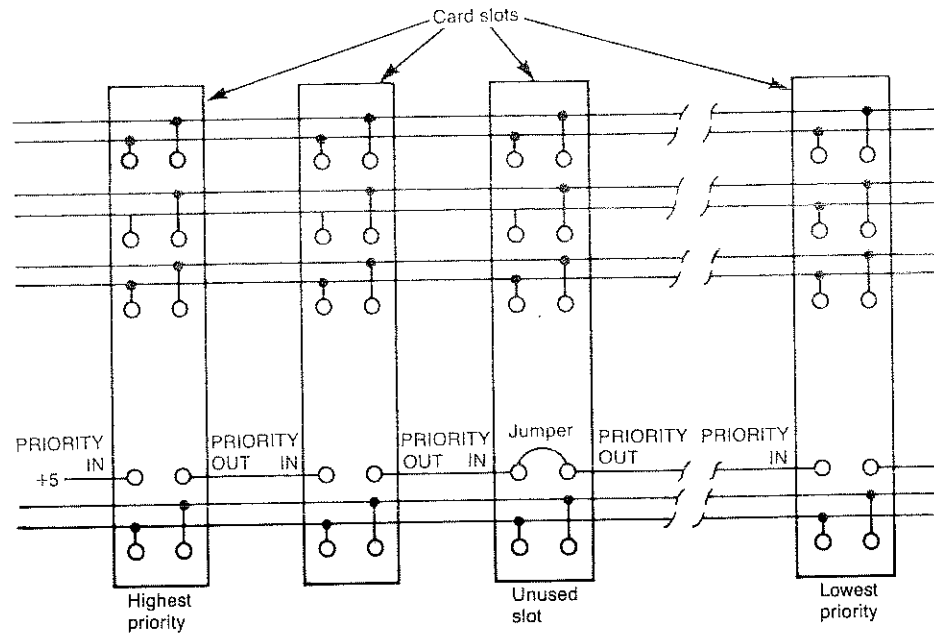 Card slots
PRIORITY IN
+5
PRIORITY OUT IN
PRIORITY OUT IN
Jumper
PRIORITY OUT
PRIORITY IN
Highest priority
Unused slot
Lowest priority